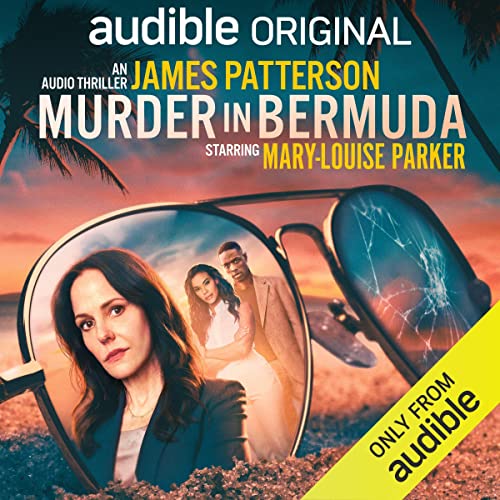 audible ORIGINAL
AN
AUDIO THRILLER
JAMES PATTERSON
MURDER IN BERMUDA
STARRING MARY-LOUISE PARKER
ONLY FROM
audible